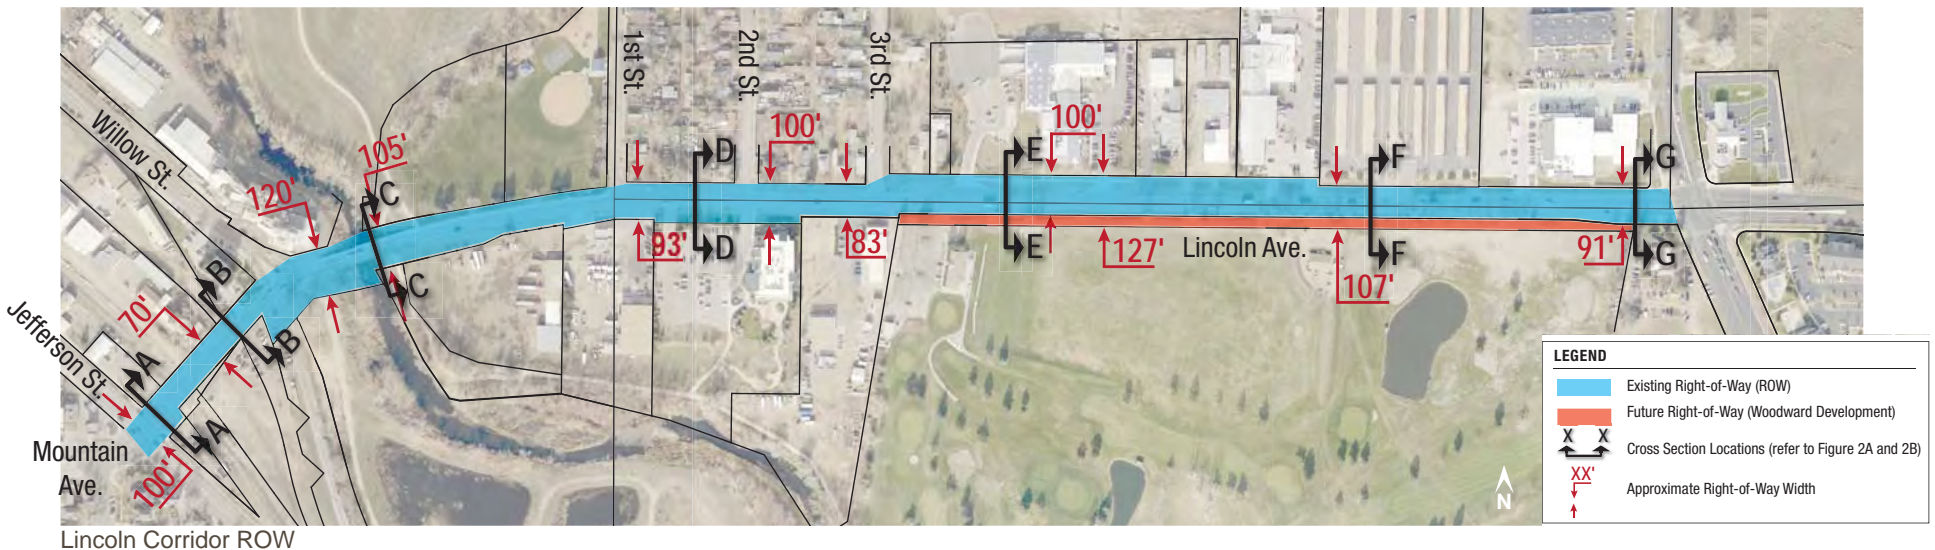 1st St.
2nd St.
3rd St.
Willow St.
Jefferson St.
Mountain
Ave.
Lincoln Ave.
100'
70'
120'
105'
93'
100'
83'
100'
127'
107'
91'
A
A
B
B
C
C
D
D
E
E
F
F
G
G
N
LEGEND
Existing Right-of-Way (ROW)
Future Right-of-Way (Woodward Development)
X X
Cross Section Locations (refer to Figure 2A and 2B)
XX'
Approximate Right-of-Way Width
Lincoln Corridor ROW